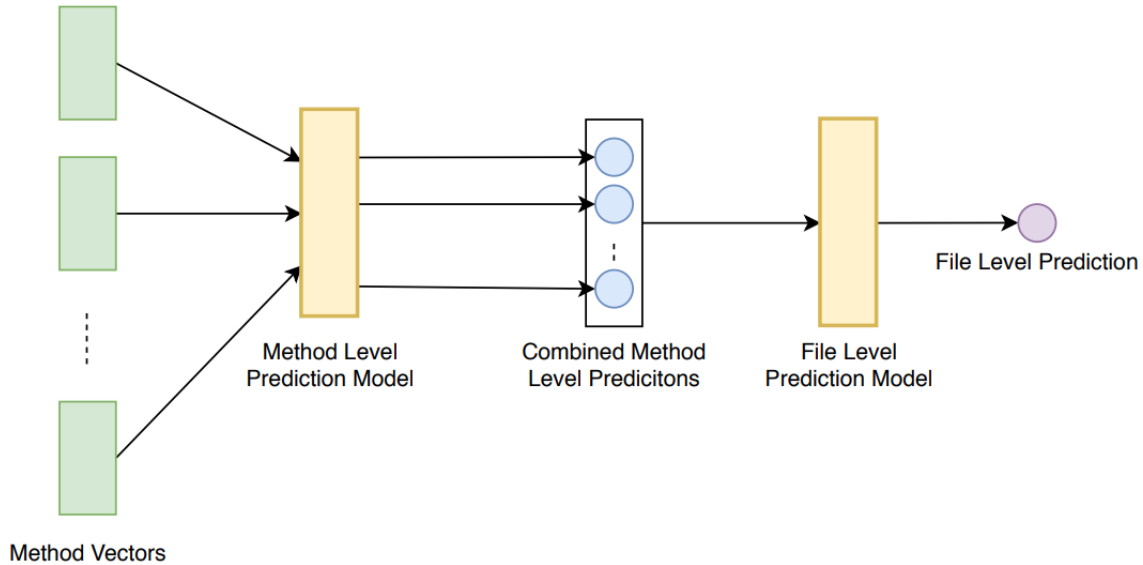 File Level Prediction
Method Level
Prediction Model
Combined Method
Level Predicitons
File Level
Prediction Model
Method Vectors